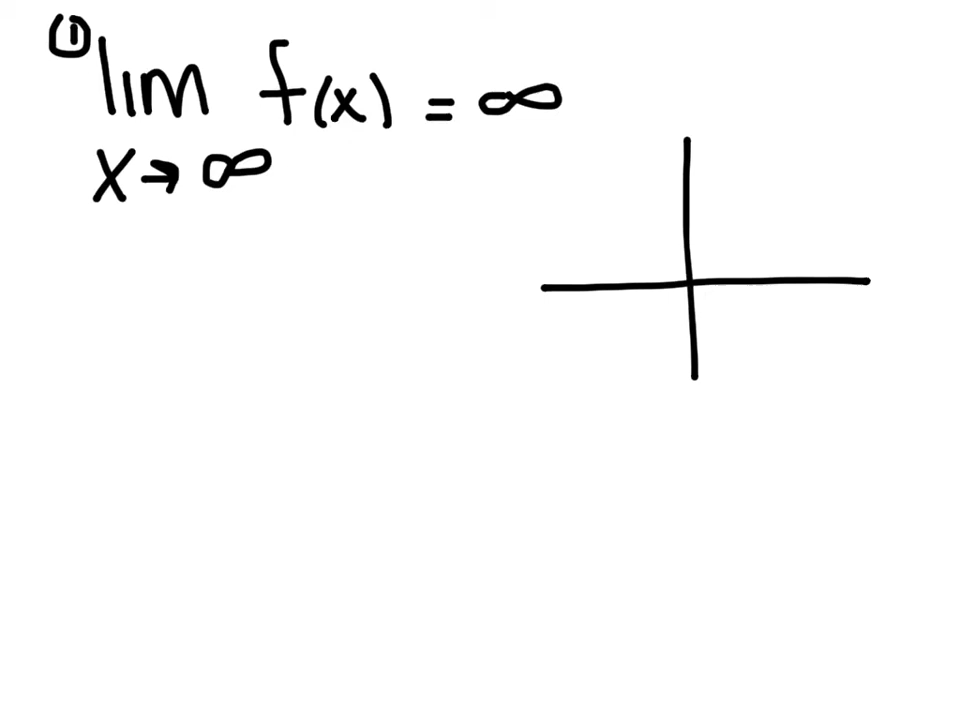 ① lim f(x) = ∞
x→∞